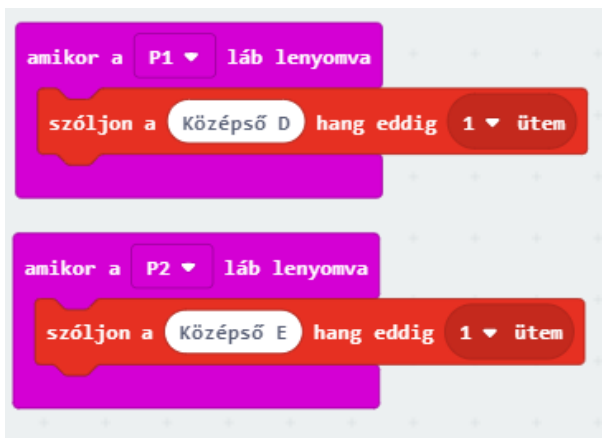 amikor a P1 láb lenyomva
szóljon a Középső D hang eddig 1 ütem
amikor a P2 láb lenyomva
szóljon a Középső E hang eddig 1 ütem